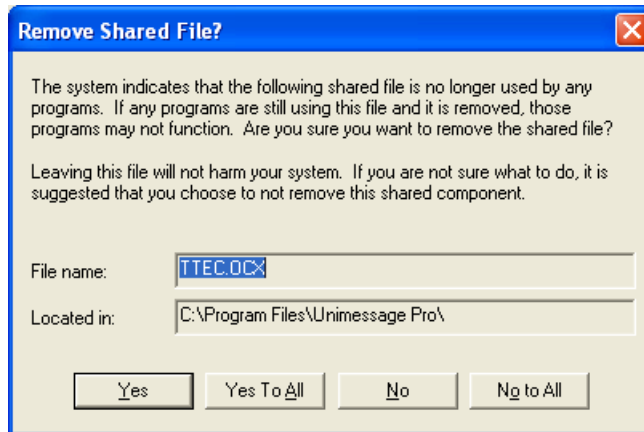 Remove Shared File?
The system indicates that the following shared file is no longer used by any
programs.  If any programs are still using this file and it is removed, those
programs may not function.  Are you sure you want to remove the shared file?
Leaving this file will not harm your system.  If you are not sure what to do, it is
suggested that you choose to not remove this shared component.
File name: TTEC.OCX
Located in: C:\Program Files\Unimessage Pro\
Yes Yes To All No No to All